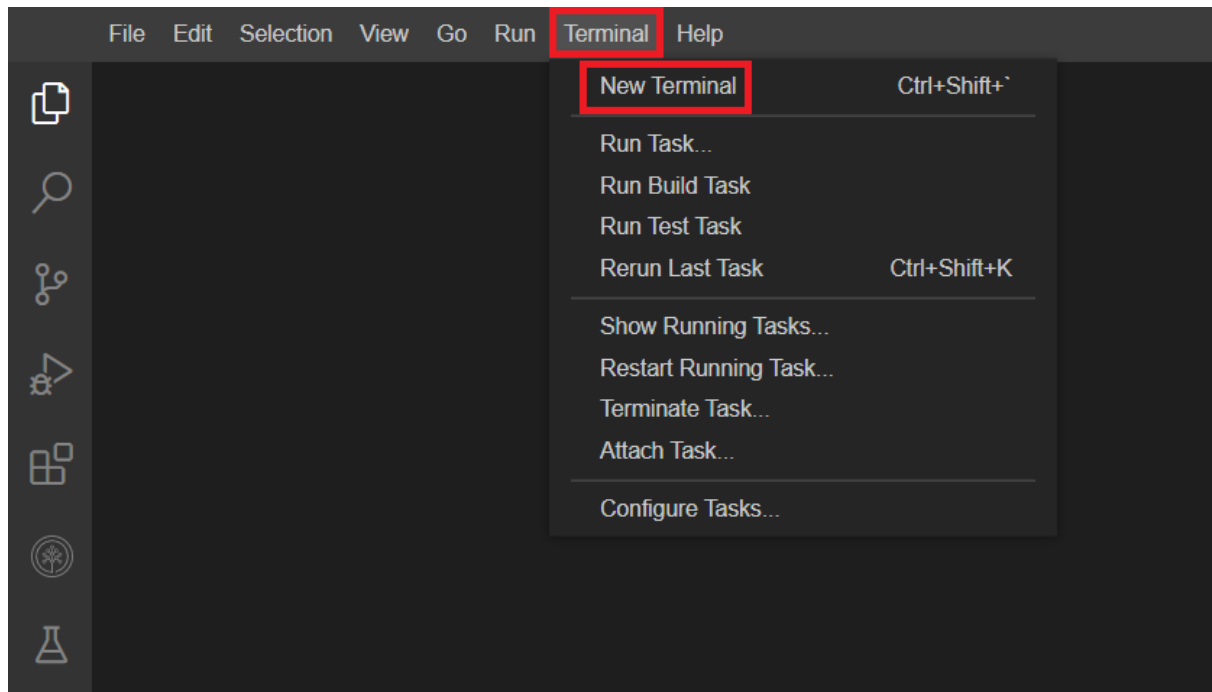 File Edit Selection View Go Run Terminal Help
New Terminal Ctrl+Shift+`
Run Task...
Run Build Task
Run Test Task
Rerun Last Task Ctrl+Shift+K
Show Running Tasks...
Restart Running Task...
Terminate Task...
Attach Task...
Configure Tasks...